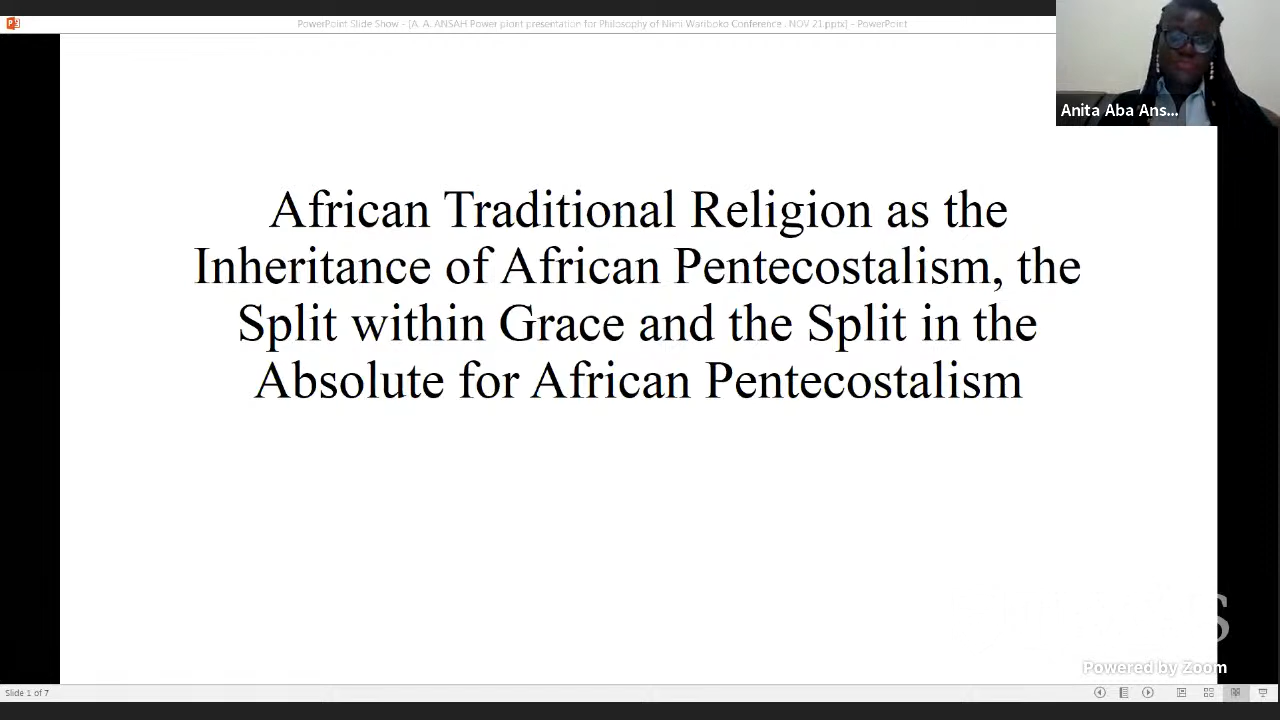 PowerPoint Slide Show - [A. A. ANSAH Power piont presentation for Philosophy of Nimi Wariboko Conference . NOV 21.pptx] - PowerPoint
Anita Aba Ans...
African Traditional Religion as the
Inheritance of African Pentecostalism, the
Split within Grace and the Split in the
Absolute for African Pentecostalism
Powered by Zoom
Slide 1 of 7